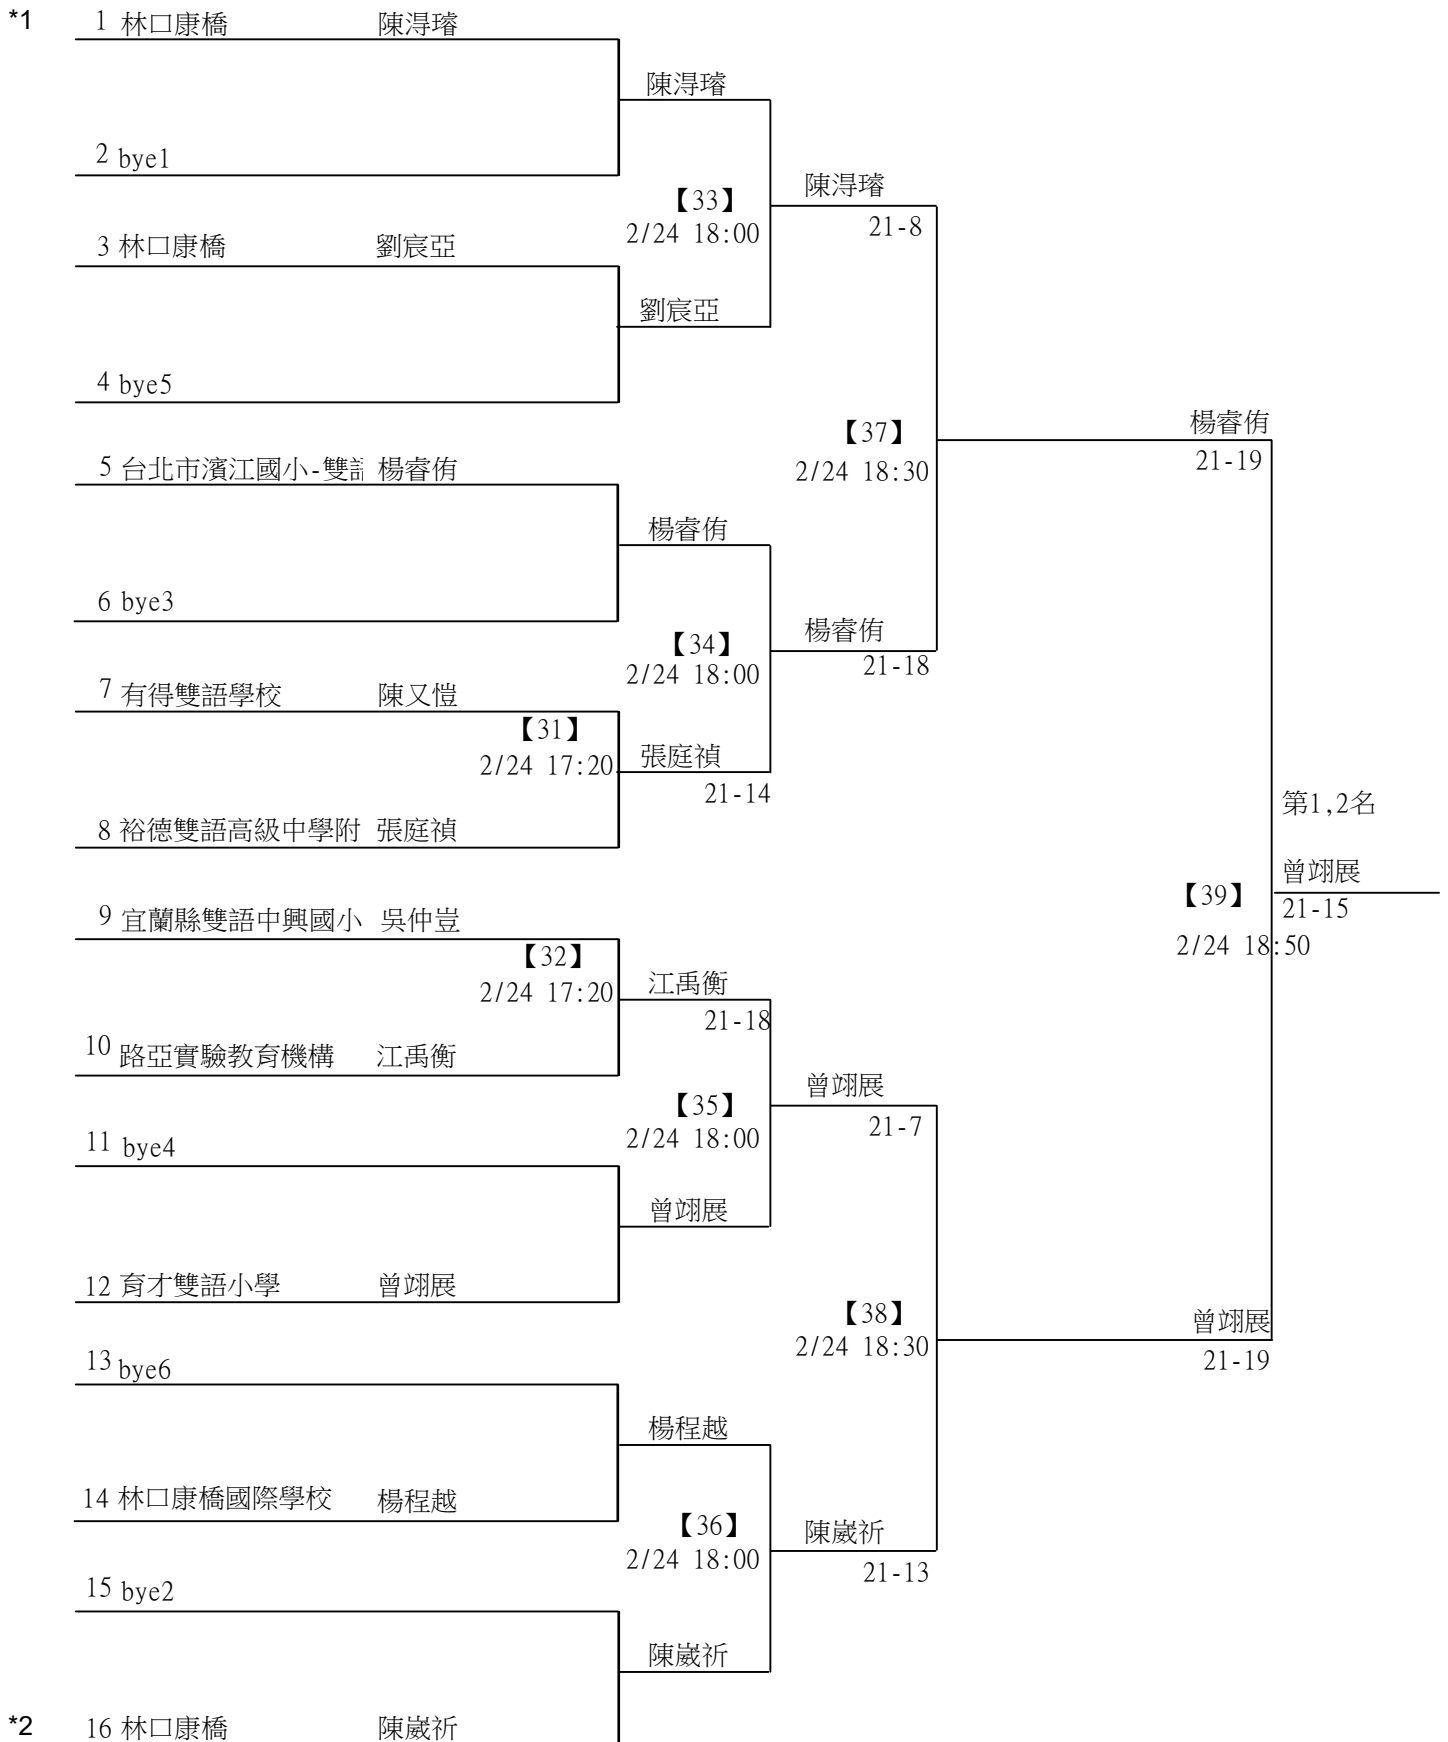 *1 1 林口康橋 陳淂璿
陳淂璿
2 bye1
陳淂璿
【33】
21-8
2/24 18:00
3 林口康橋 劉宸亞
劉宸亞
4 bye5
楊睿侑
【37】
21-19
2/24 18:30
5 台北市濱江國小-雙 楊睿侑
楊睿侑
6 bye3
楊睿侑
【34】
21-18
2/24 18:00
7 有得雙語學校 陳又愷
【31】
張庭禎
2/24 17:20
21-14
第1,2名
8 裕德雙語高級中學附 張庭禎
曾翊展
【39】
21-15
2/24 18:50
9 宜蘭縣雙語中興國小 吳仲豈
【32】
江禹衡
2/24 17:20
21-18
10 路亞實驗教育機構 江禹衡
曾翊展
【35】
21-7
2/24 18:00
11 bye4
曾翊展
12 育才雙語小學 曾翊展
【38】
曾翊展
2/24 18:30
21-19
13 bye6
楊程越
14 林口康橋國際學校 楊程越
【36】
陳崴祈
2/24 18:00
21-13
15 bye2
陳崴祈
*2 16 林口康橋 陳崴祈